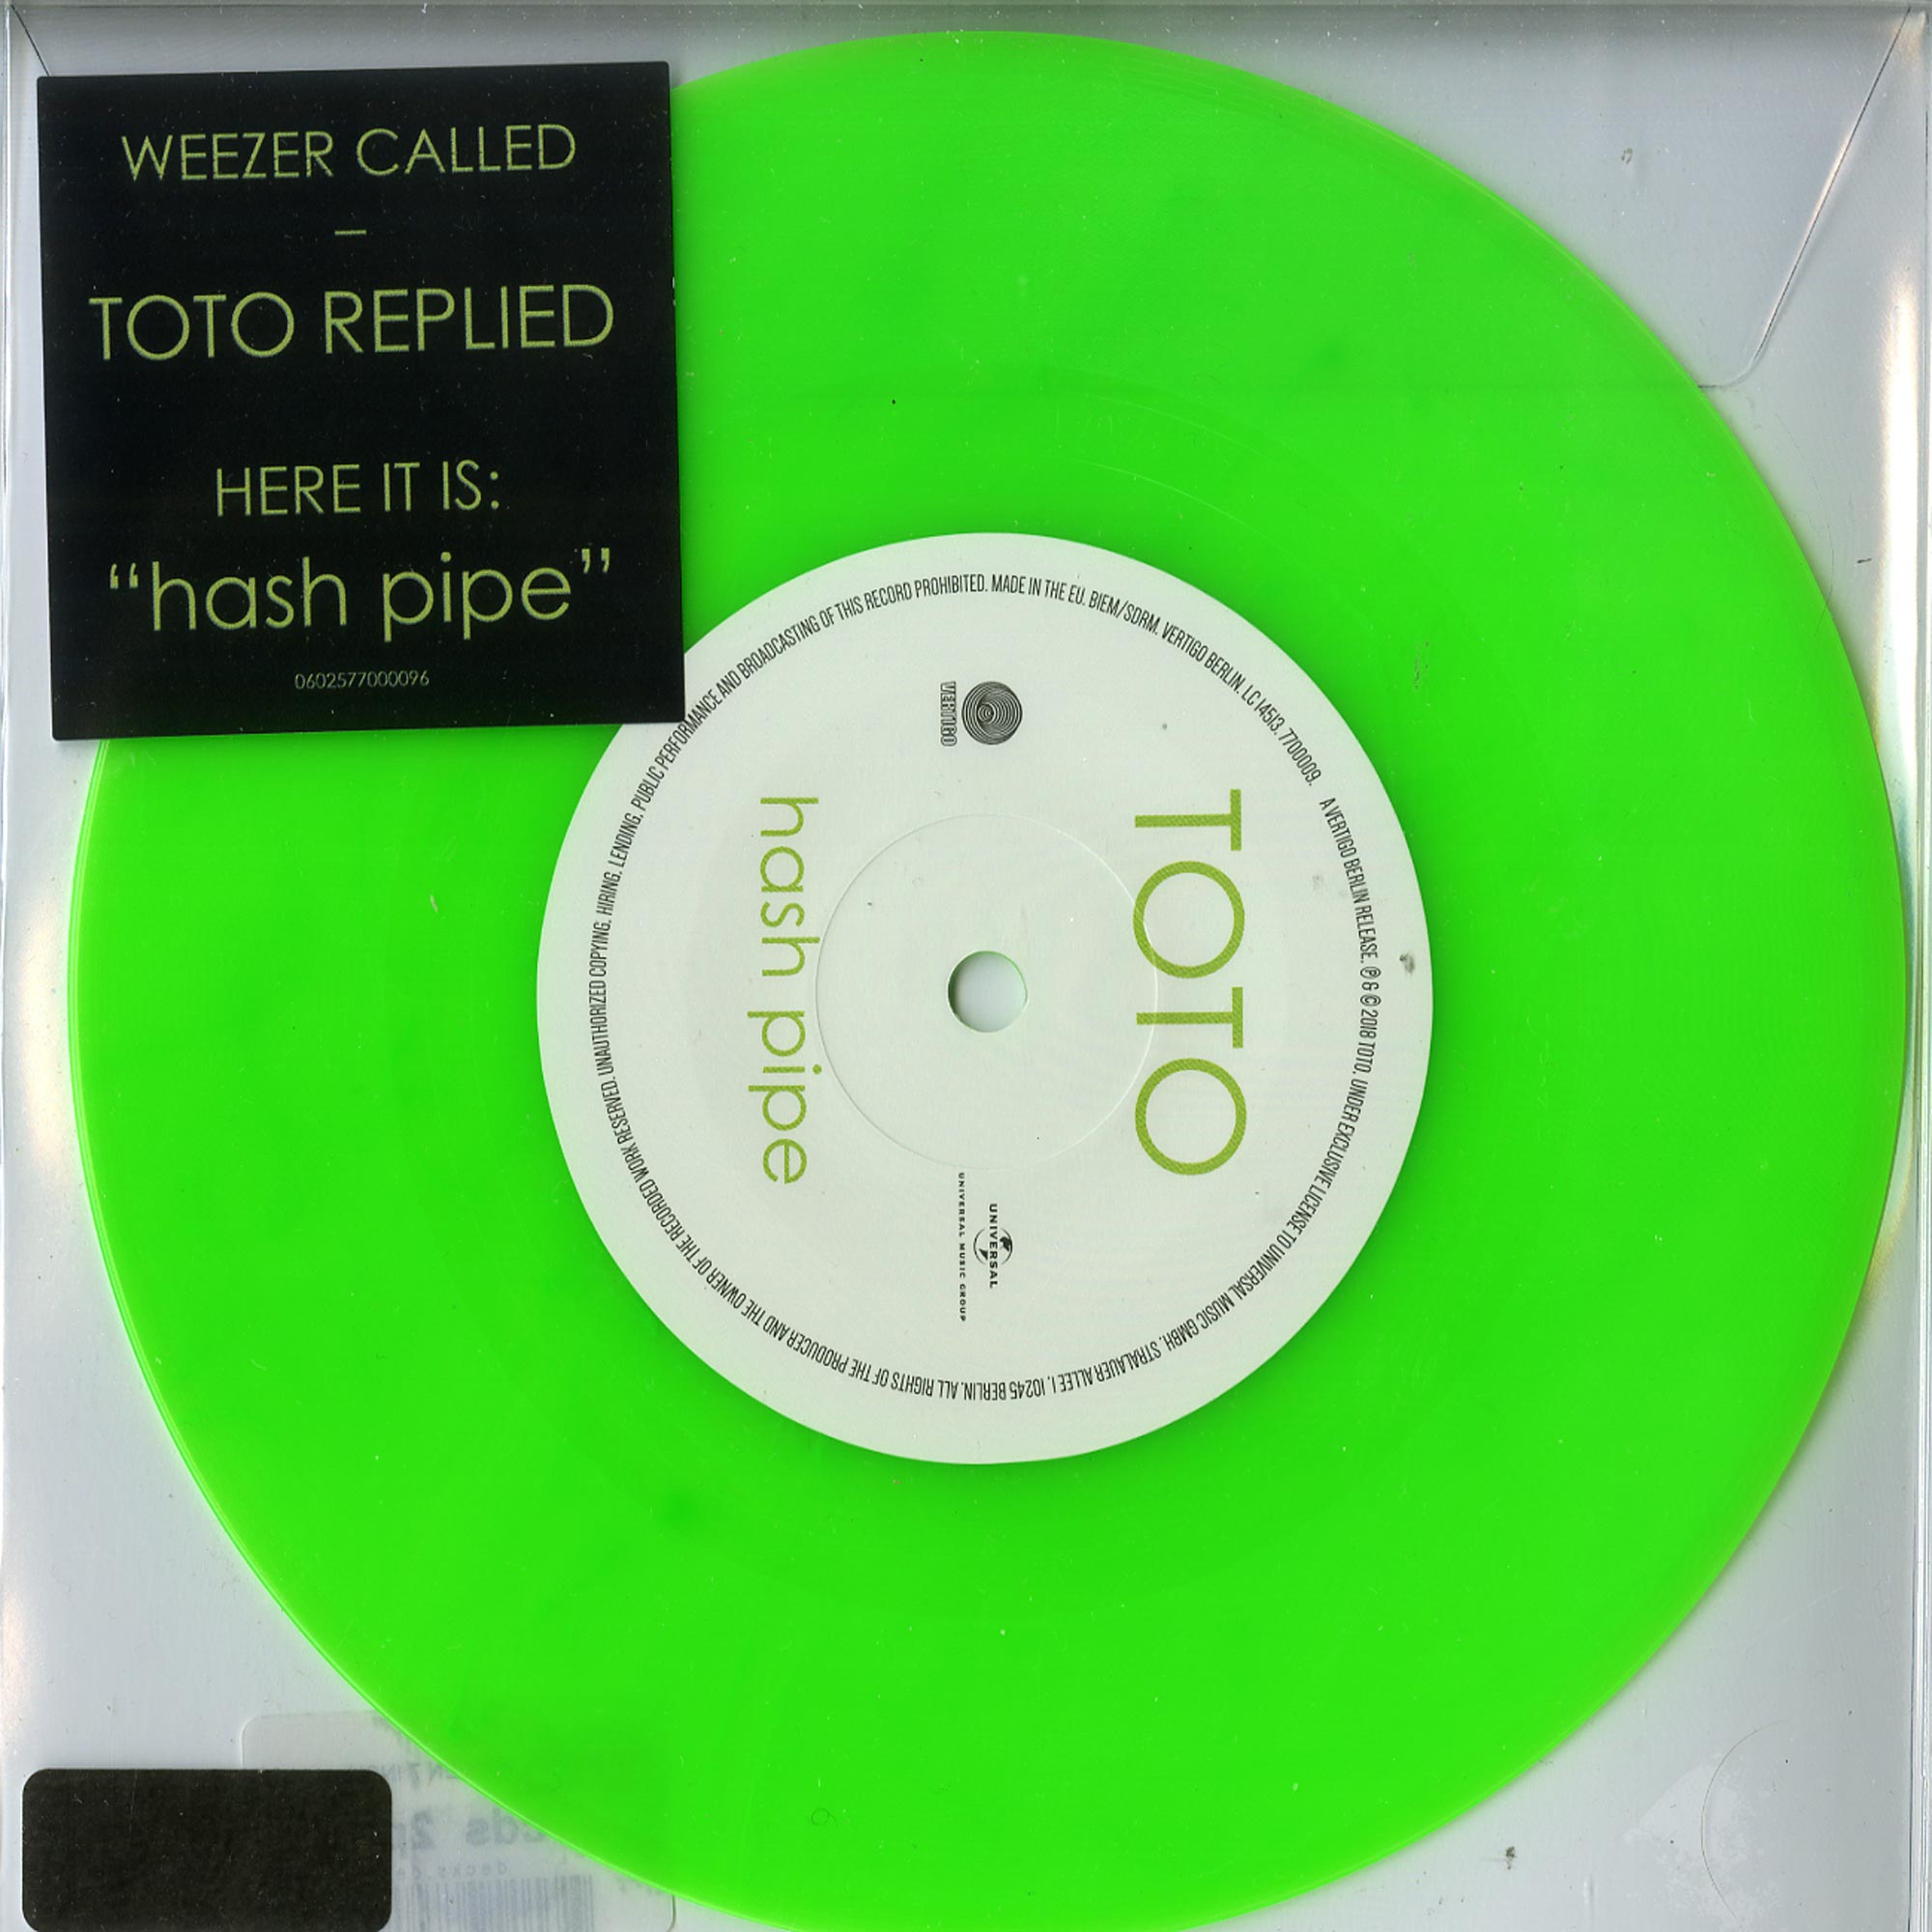 WEEZER CALLED
–
TOTO REPLIED
HERE IT IS:
“hash pipe”
0602577000096
TOTO
VERTIGO
UNIVERSAL
UNIVERSAL MUSIC GROUP
hash pipe
A VERTIGO BERLIN RELEASE. ℗ & © 2018 TOTO. UNDER EXCLUSIVE LICENSE TO UNIVERSAL MUSIC GMBH. STRALAUER ALLEE 1. 10245 BERLIN. ALL RIGHTS OF THE PRODUCER AND THE OWNER OF THE RECORDED WORK RESERVED. UNAUTHORIZED COPYING. HIRING. LENDING. PUBLIC PERFORMANCE AND BROADCASTING OF THIS RECORD PROHIBITED. MADE IN THE EU. BIEM/SDRM. VERTIGO BERLIN. LC 14513. 7700009.